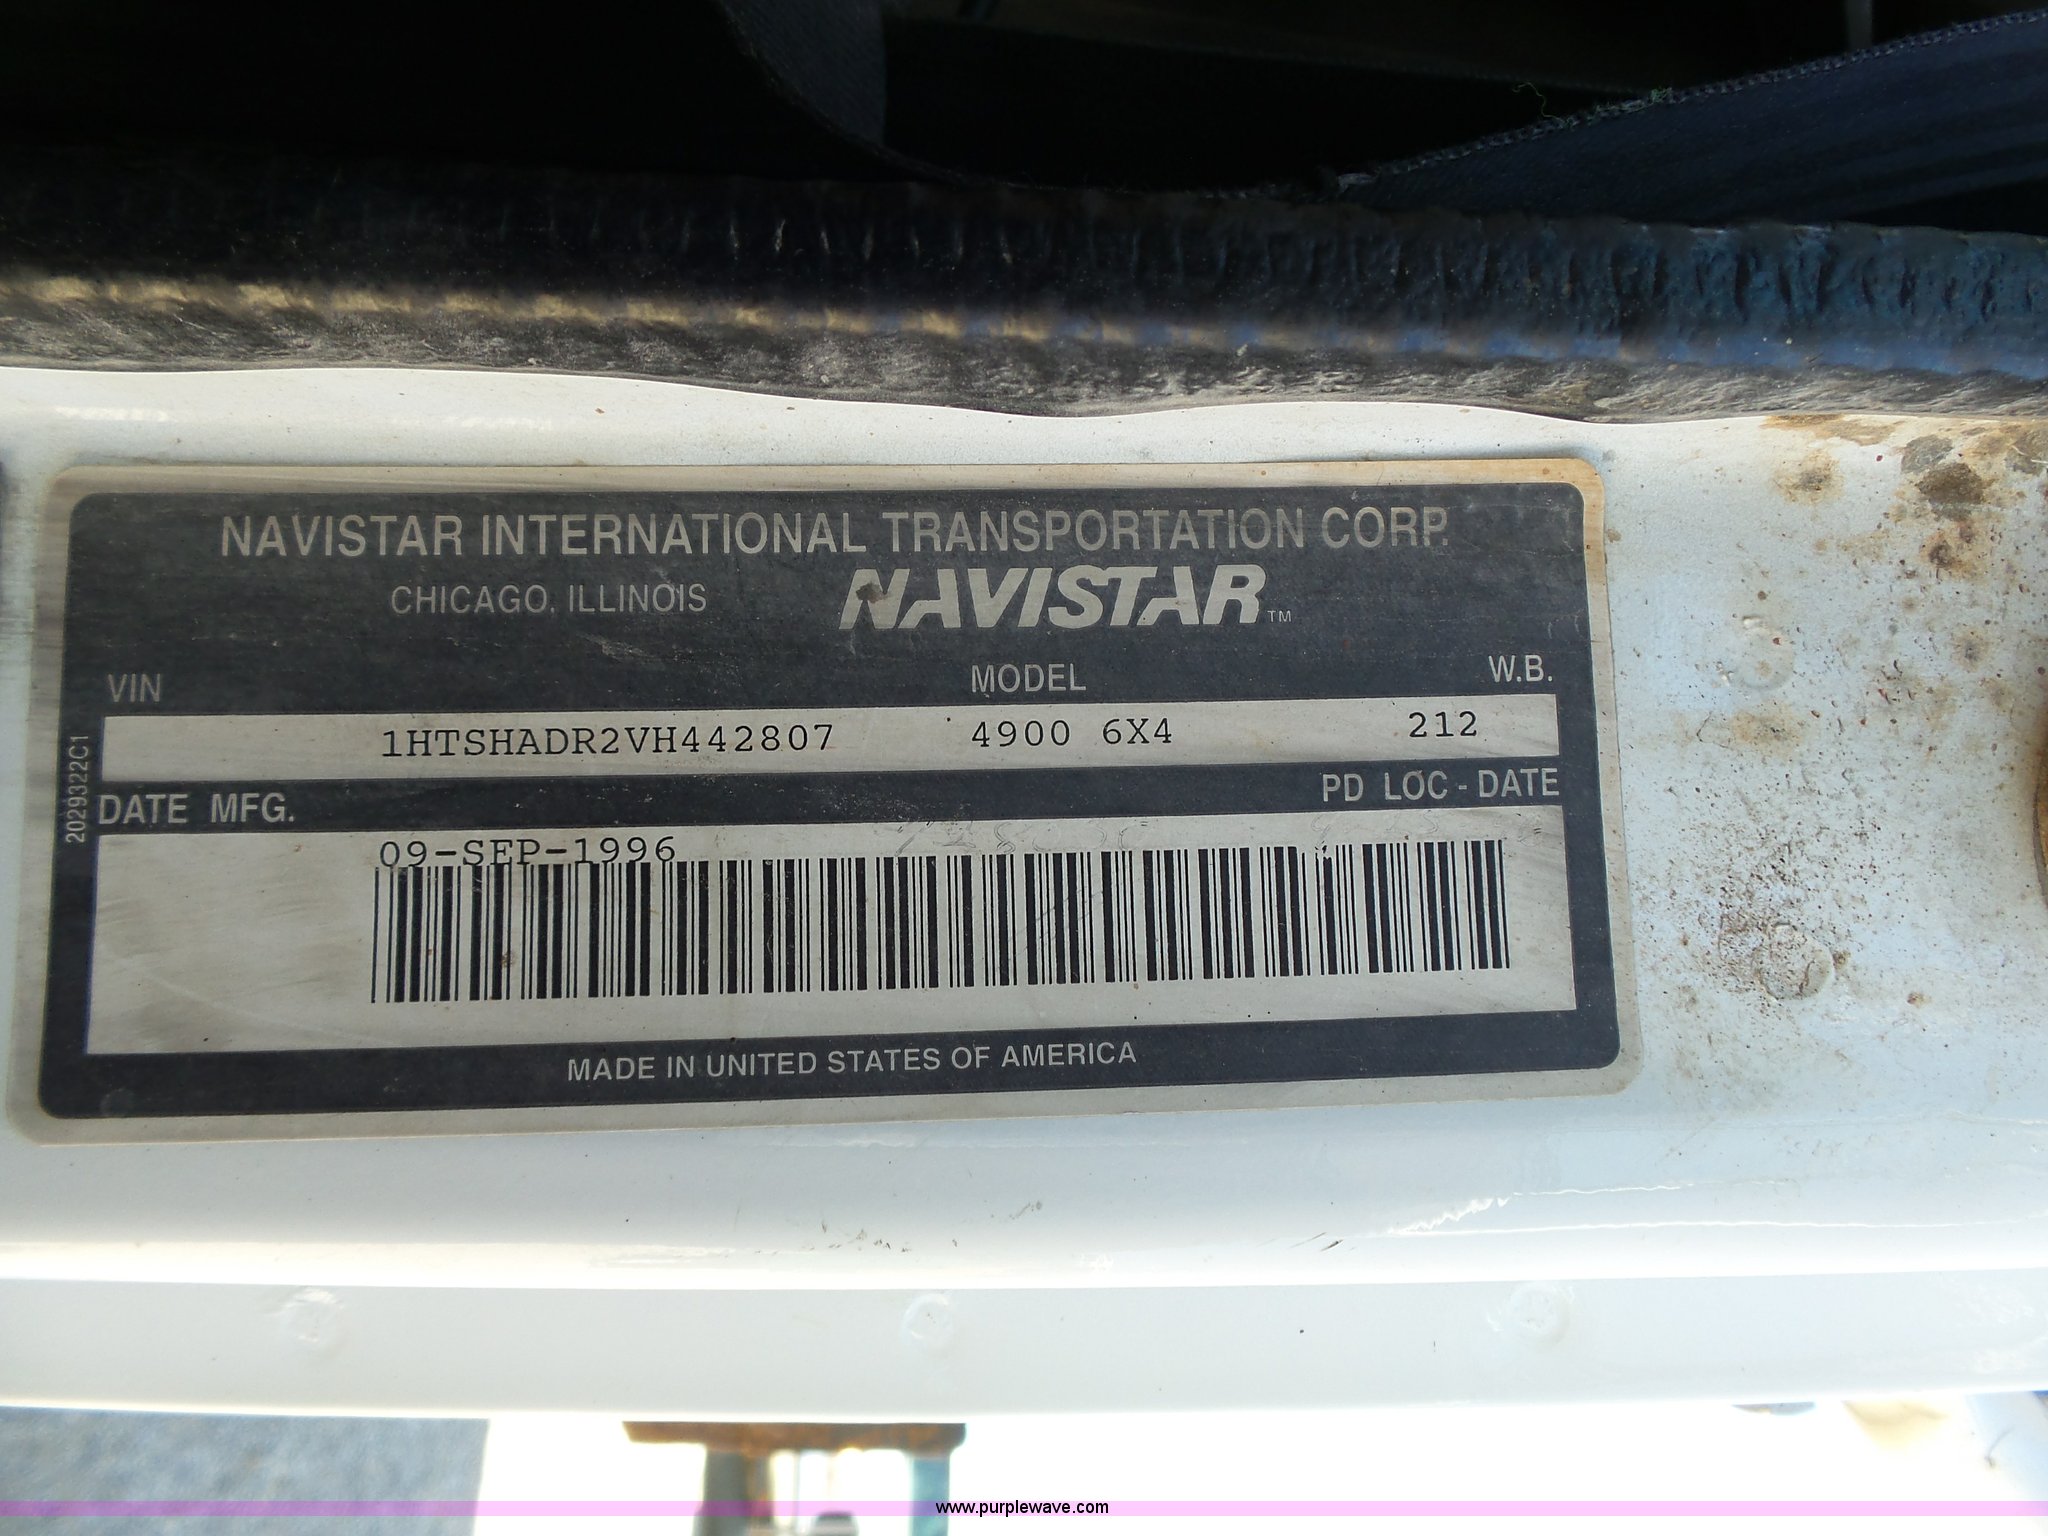 NAVISTAR INTERNATIONAL TRANSPORTATION CORP.
CHICAGO, ILLINOIS NAVISTAR™
VIN MODEL W.B.
1HTSHADR2VH442807 4900 6X4 212
DATE MFG. PD LOC - DATE
09-SEP-1996
2029322C1
MADE IN UNITED STATES OF AMERICA
www.purplewave.com